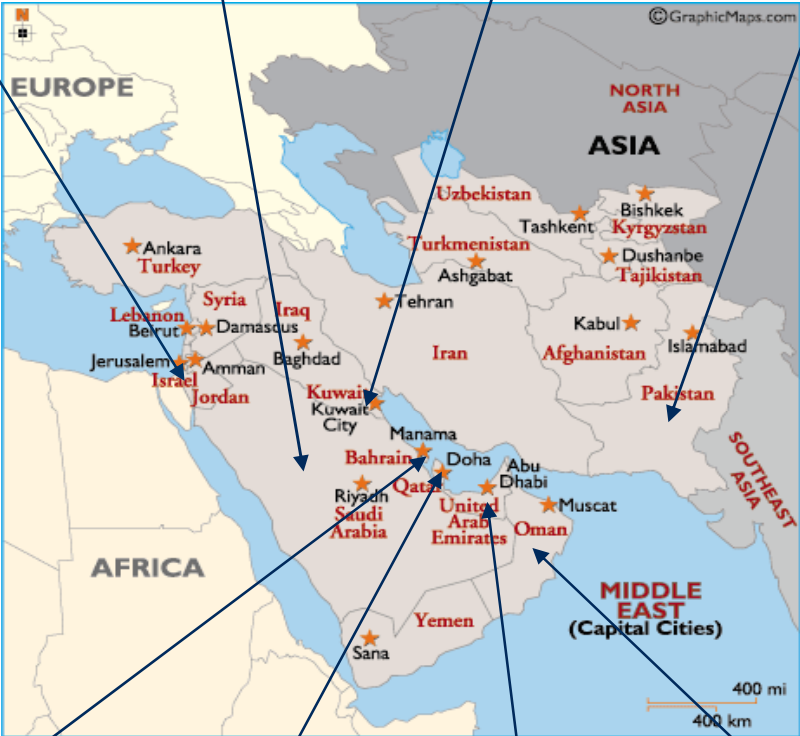 N
©GraphicMaps.com
EUROPE
NORTH
ASIA
ASIA
Uzbekistan
Bishkek
Tashkent
Kyrgyzstan
Ankara
Turkey
Turkmenistan
Dushanbe
Ashgabat
Tajikistan
Syria
Tehran
Lebanon
Iraq
Beirut
Damascus
Kabul
Islamabad
Baghdad
Iran
Afghanistan
Jerusalem
Amman
Israel
Jordan
Kuwait
Pakistan
Kuwait
City
Manama
Bahrain
Doha
Abu
Dhabi
Qatar
Riyadh
Saudi
Arabia
United
Arab
Emirates
Muscat
Oman
SOUTHEAST
ASIA
AFRICA
MIDDLE
EAST
(Capital Cities)
Yemen
Sana
400 mi
400 km